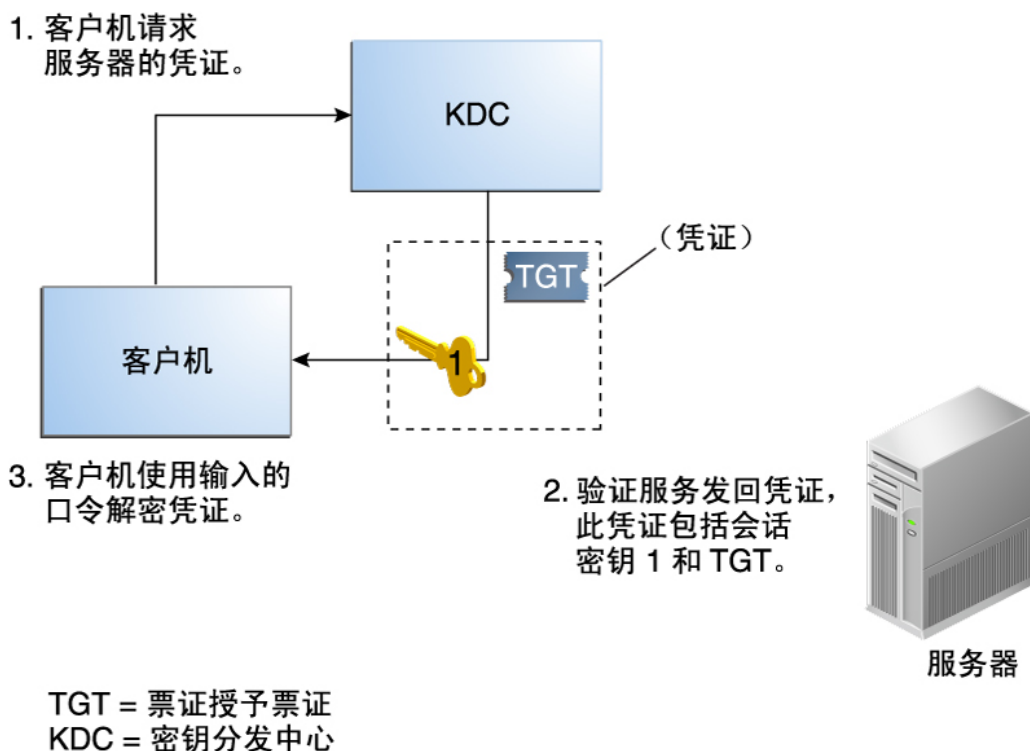 1. 客户机请求
服务器的凭证。
KDC
（凭证）
TGT
客户机
1
3. 客户机使用输入的
口令解密凭证。
2. 验证服务发回凭证，
此凭证包括会话
密钥 1 和 TGT。
服务器
TGT = 票证授予票证
KDC = 密钥分发中心